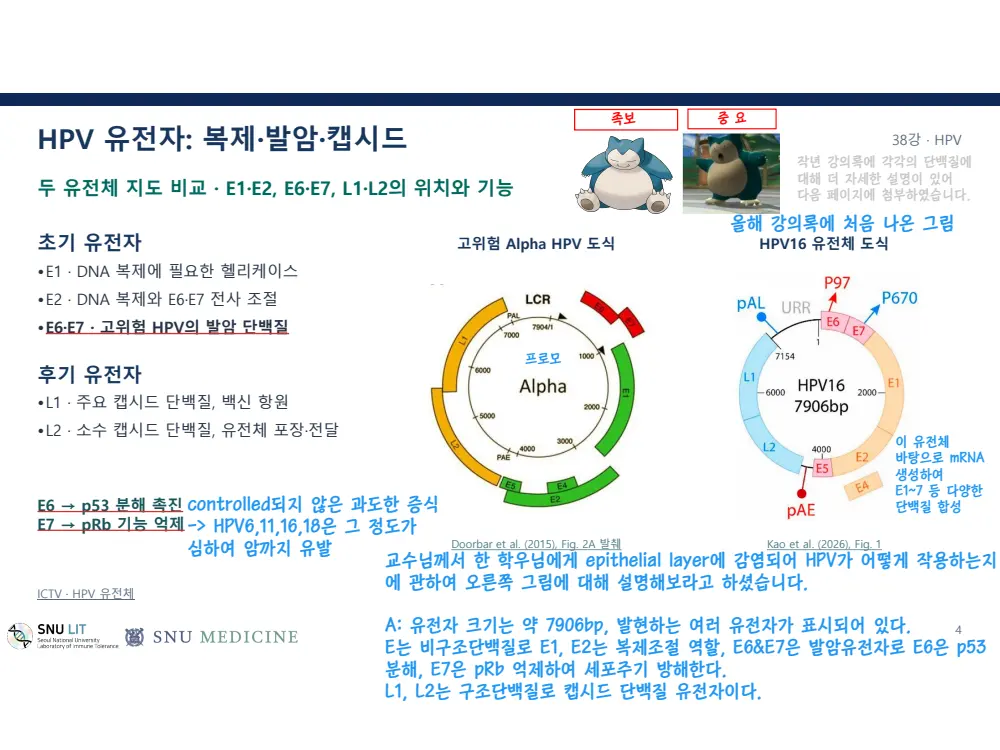 족보
중 요
HPV 유전자: 복제·발암·캡시드
38강 · HPV
작년 강의록에 각각의 단백질에
대해 더 자세한 설명이 있어
다음 페이지에 첨부하였습니다.
두 유전체 지도 비교 · E1·E2, E6·E7, L1·L2의 위치와 기능
올해 강의록에 처음 나온 그림
초기 유전자
•E1 · DNA 복제에 필요한 헬리케이스
•E2 · DNA 복제와 E6·E7 전사 조절
•E6·E7 · 고위험 HPV의 발암 단백질
후기 유전자
•L1 · 주요 캡시드 단백질, 백신 항원
•L2 · 소수 캡시드 단백질, 유전체 포장·전달
E6 → p53 분해 촉진
E7 → pRb 기능 억제
controlled되지 않은 과도한 증식
-> HPV6,11,16,18은 그 정도가
심하여 암까지 유발
고위험 Alpha HPV 도식
LCR
PAL
7904/1
7000
1000
6000
2000
5000
3000
4000
PAE
프로모
Alpha
L1
L2
E1
E2
E4
E5
E7
Doorbar et al. (2015), Fig. 2A 발췌
HPV16 유전체 도식
P97
P670
pAL
URR
E6
E7
1
7154
L1
E1
HPV16
7906bp
6000
2000
L2
E2
4000
E5
E4
pAE
이 유전체
바탕으로 mRNA
생성하여
E1~7 등 다양한
단백질 합성
Kao et al. (2026), Fig. 1
교수님께서 한 학우님에게 epithelial layer에 감염되어 HPV가 어떻게 작용하는지
에 관하여 오른쪽 그림에 대해 설명해보라고 하셨습니다.
A: 유전자 크기는 약 7906bp, 발현하는 여러 유전자가 표시되어 있다.
E는 비구조단백질로 E1, E2는 복제조절 역할, E6&E7은 발암유전자로 E6은 p53
분해, E7은 pRb 억제하여 세포주기 방해한다.
L1, L2는 구조단백질로 캡시드 단백질 유전자이다.
ICTV · HPV 유전체
SNU LIT
Seoul National University
Laboratory of Immune Tolerance
SNU MEDICINE
4